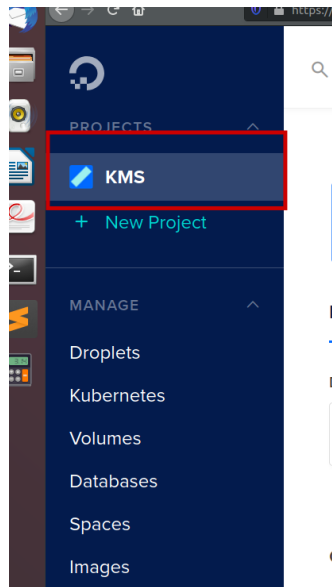 https://
PROJECTS
KMS
+ New Project
MANAGE
Droplets
Kubernetes
Volumes
Databases
Spaces
Images